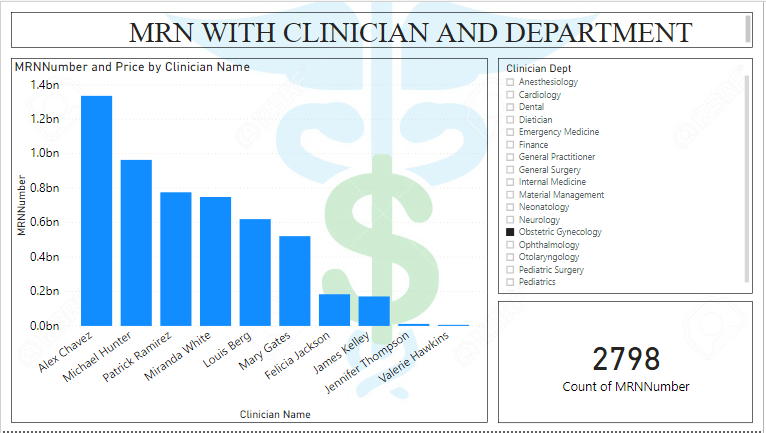 MRN WITH CLINICIAN AND DEPARTMENT
MRNNumber and Price by Clinician Name
1.4bn
1.2bn
1.0bn
0.8bn
0.6bn
0.4bn
0.2bn
0.0bn
MRNNumber
Alex Chavez
Michael Hunter
Patrick Ramirez
Miranda White
Louis Berg
Mary Gates
Felicia Jackson
James Kelley
Jennifer Thompson
Valerie Hawkins
Clinician Name
Clinician Dept
Anesthesiology
Cardiology
Dental
Dietician
Emergency Medicine
Finance
General Practitioner
General Surgery
Internal Medicine
Material Management
Neonatology
Neurology
Obstetric Gynecology
Ophthalmology
Otolaryngology
Pediatric Surgery
Pediatrics
2798
Count of MRNNumber